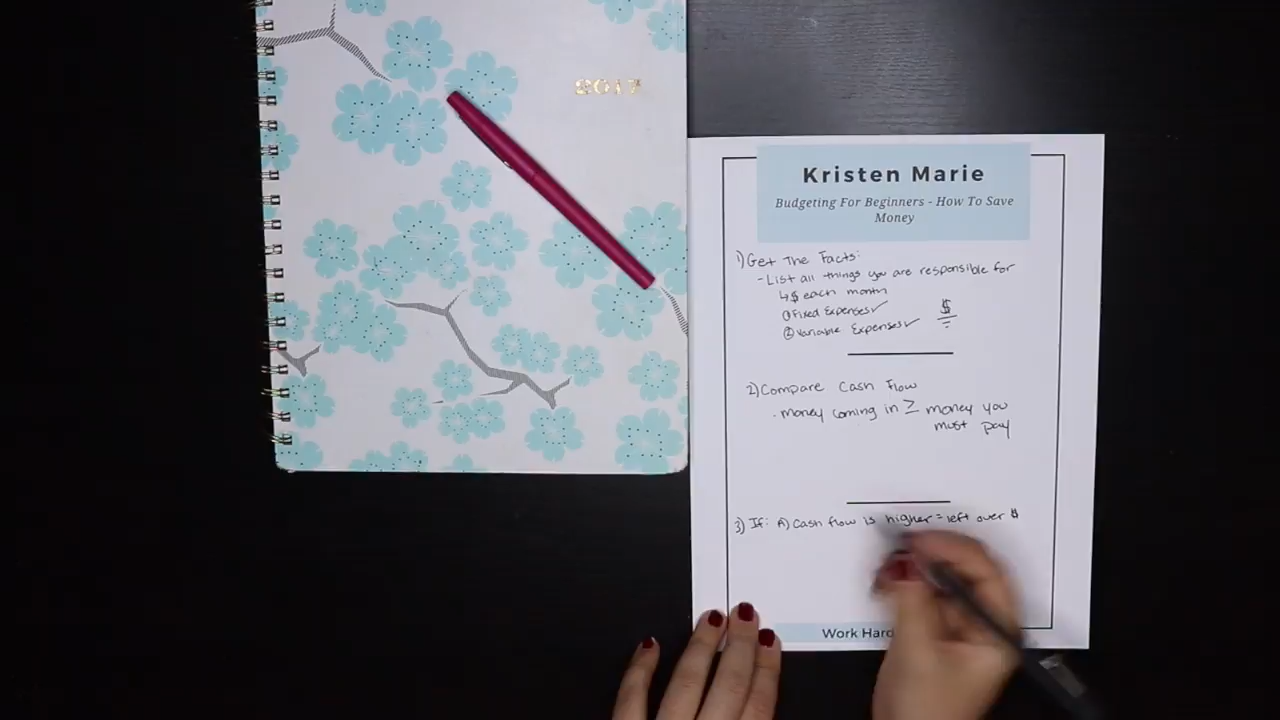 2017
Kristen Marie
Budgeting For Beginners - How To Save
Money
1) Get The Facts:
- List all things you are responsible for
↳ $ each month
① Fixed Expenses ✓
② Variable Expenses ✓
$
2) Compare Cash Flow
· money coming in ≥ money you
must pay
3) If: A) Cash flow is higher = left over $
Work Hard